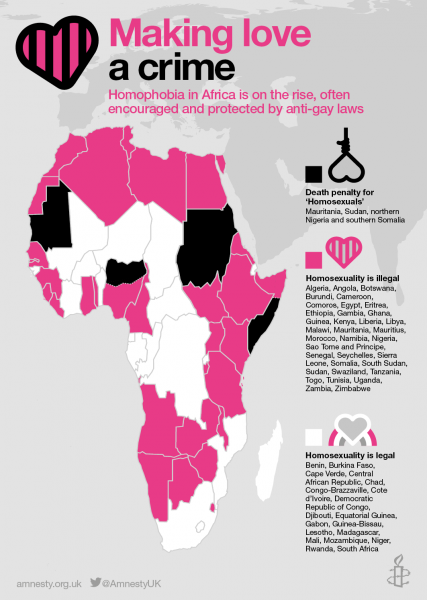 Making love
a crime
Homophobia in Africa is on the rise, often
encouraged and protected by anti-gay laws
Death penalty for
'Homosexuals'
Mauritania, Sudan, northern
Nigeria and southern Somalia
Homosexuality is illegal
Algeria, Angola, Botswana,
Burundi, Cameroon,
Comoros, Egypt, Eritrea,
Ethiopia, Gambia, Ghana,
Guinea, Kenya, Liberia, Libya,
Malawi, Mauritania, Mauritius,
Morocco, Namibia, Nigeria,
Sao Tome and Principe,
Senegal, Seychelles, Sierra
Leone, Somalia, South Sudan,
Sudan, Swaziland, Tanzania,
Togo, Tunisia, Uganda,
Zambia, Zimbabwe
Homosexuality is legal
Benin, Burkina Faso,
Cape Verde, Central
African Republic, Chad,
Congo-Brazzaville, Cote
d'Ivoire, Democratic
Republic of Congo,
Djibouti, Equatorial Guinea,
Gabon, Guinea-Bissau,
Lesotho, Madagascar,
Mali, Mozambique, Niger,
Rwanda, South Africa
amnesty.org.uk @AmnestyUK